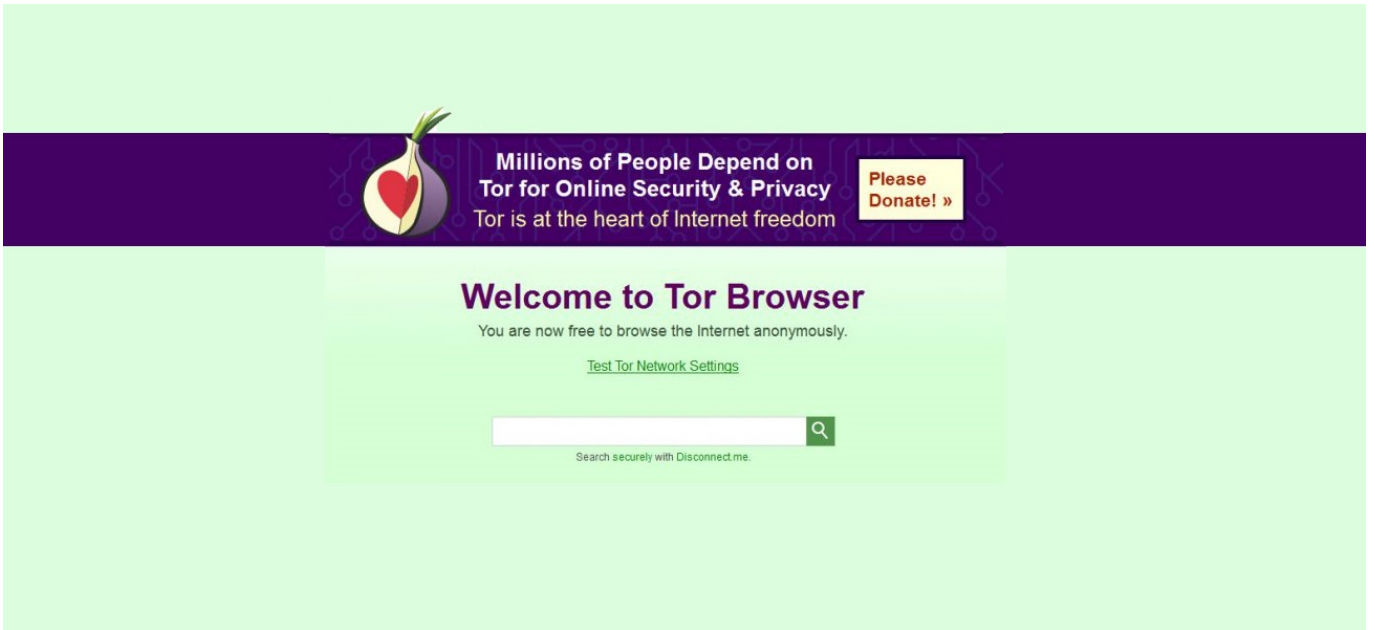 Millions of People Depend on
Tor for Online Security & Privacy
Tor is at the heart of Internet freedom
Please
Donate! »
Welcome to Tor Browser
You are now free to browse the Internet anonymously.
Test Tor Network Settings
Search securely with Disconnect.me.